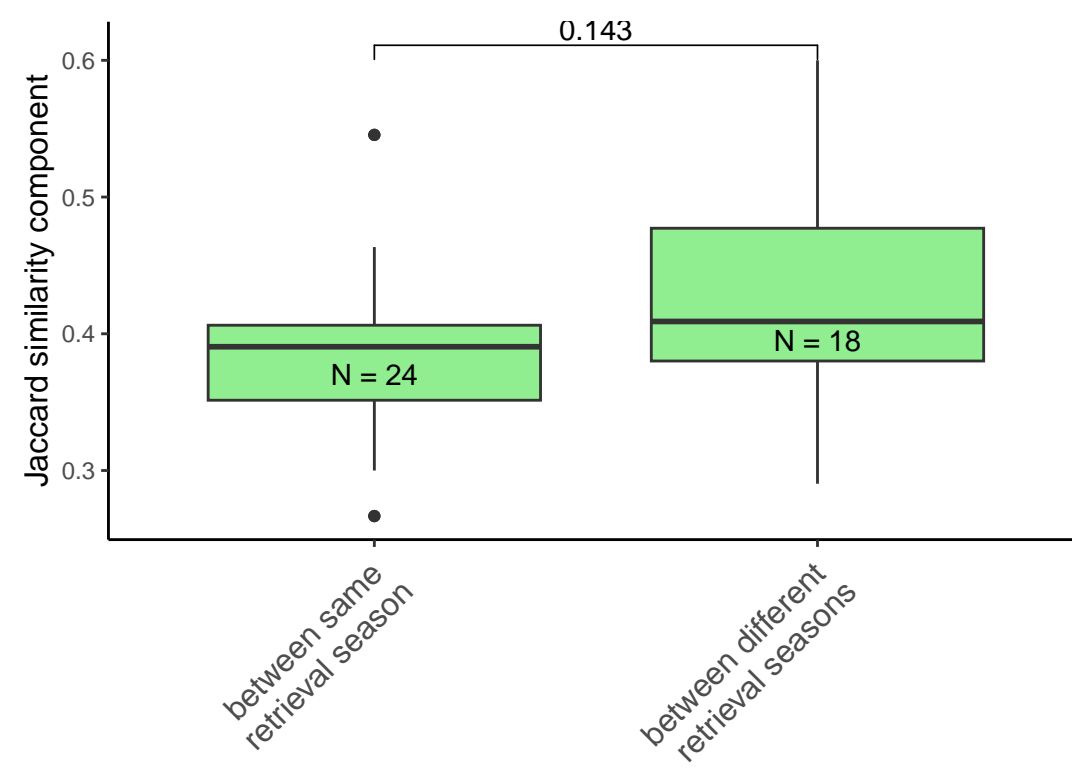 0.143
Jaccard similarity component
0.6
0.5
0.4
0.3
N = 24
N = 18
between same
retrieval season
between different
retrieval seasons